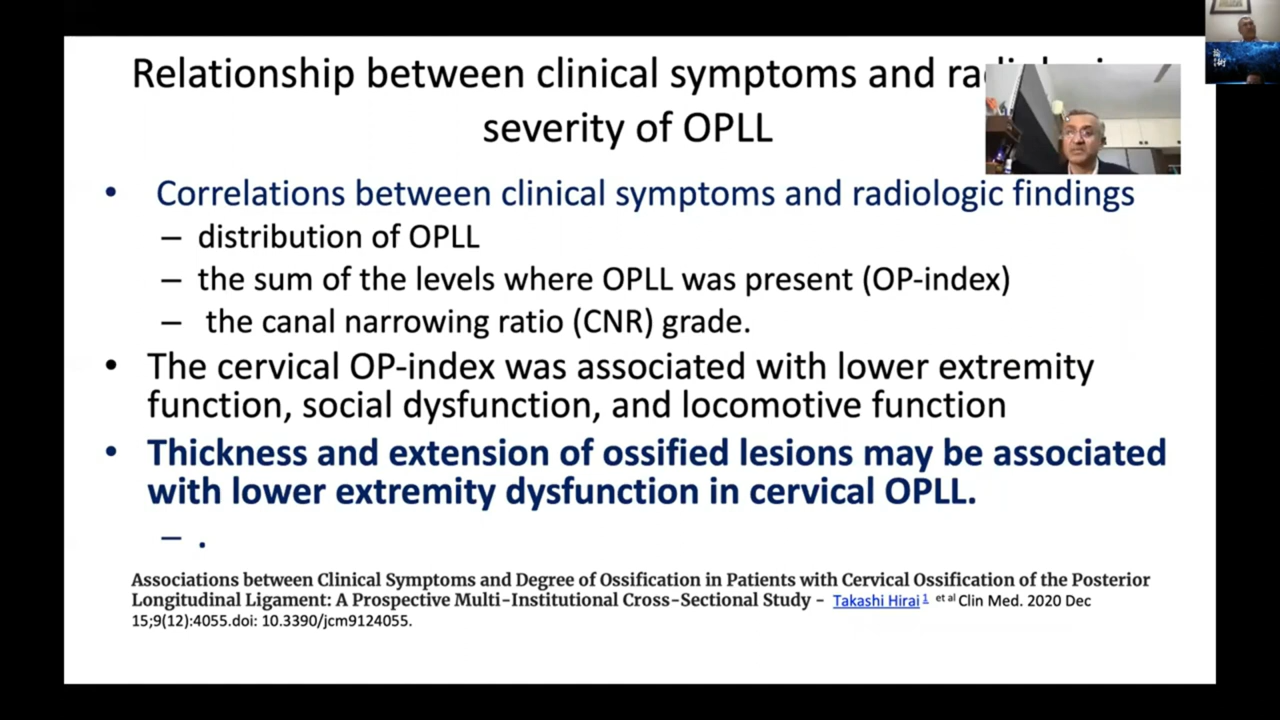 Relationship between clinical symptoms and
severity of OPLL
• Correlations between clinical symptoms and radiologic findings
– distribution of OPLL
– the sum of the levels where OPLL was present (OP-index)
– the canal narrowing ratio (CNR) grade.
• The cervical OP-index was associated with lower extremity
function, social dysfunction, and locomotive function
• Thickness and extension of ossified lesions may be associated
with lower extremity dysfunction in cervical OPLL.
– .
Associations between Clinical Symptoms and Degree of Ossification in Patients with Cervical Ossification of the Posterior
Longitudinal Ligament: A Prospective Multi-Institutional Cross-Sectional Study – Takashi Hirai 1 et al Clin Med. 2020 Dec
15;9(12):4055.doi: 10.3390/jcm9124055.